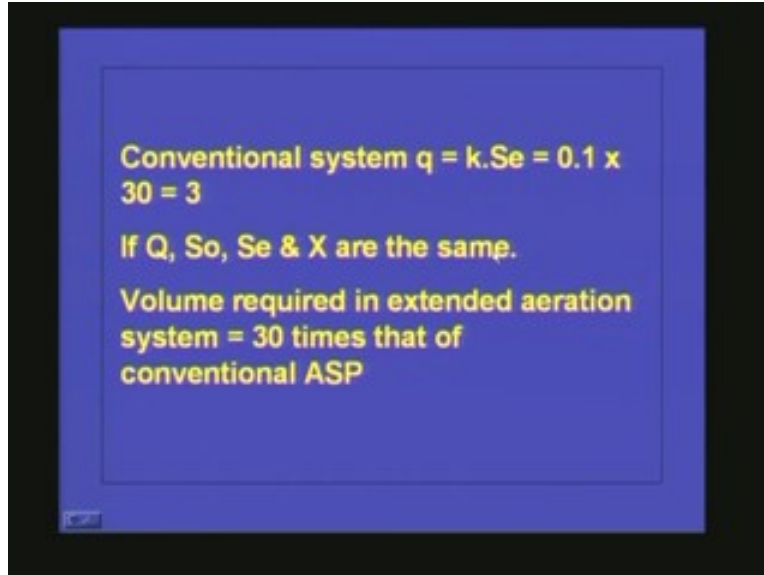 Conventional system q = k.Se = 0.1 x
30 = 3
If Q, So, Se & X are the same.
Volume required in extended aeration
system = 30 times that of
conventional ASP